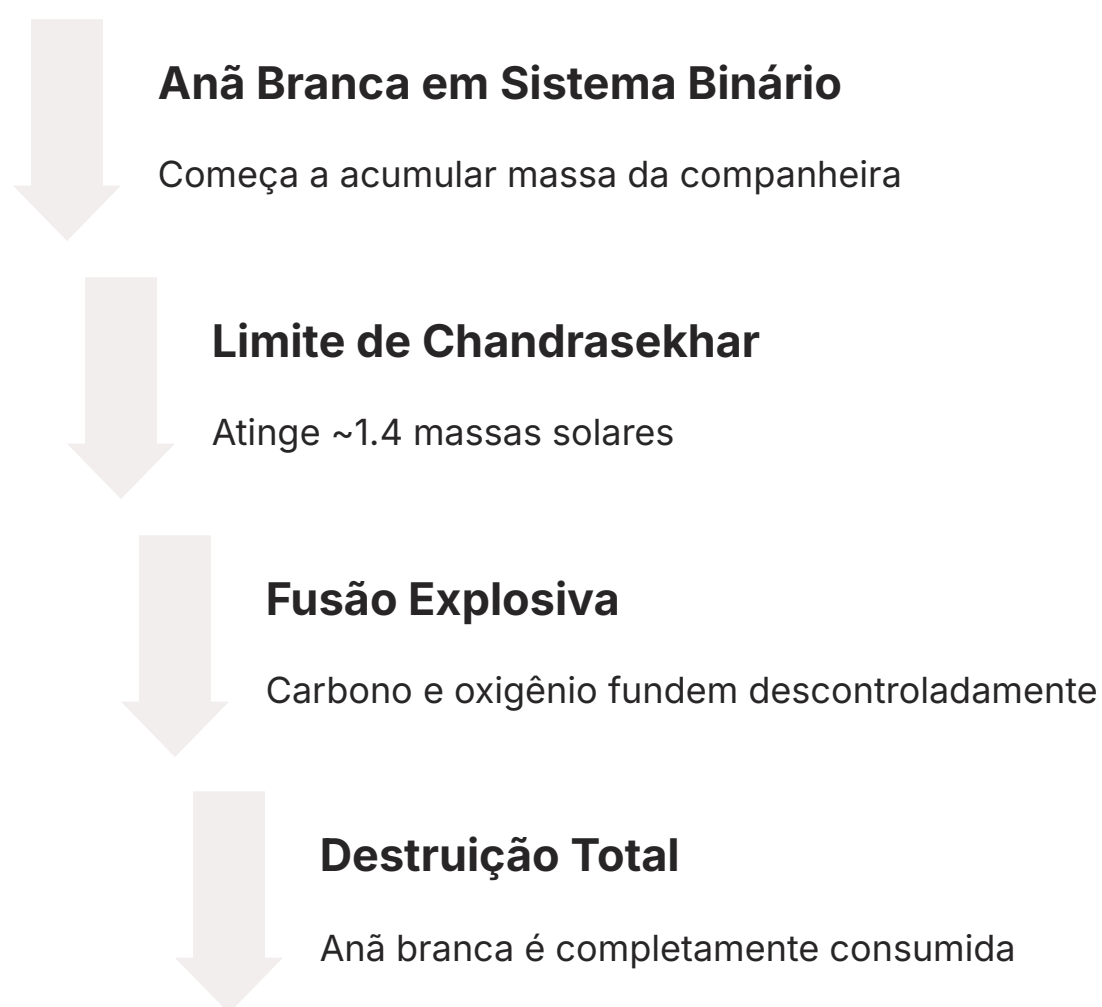 Anã Branca em Sistema Binário
Começa a acumular massa da companheira
Limite de Chandrasekhar
Atinge ~1.4 massas solares
Fusão Explosiva
Carbono e oxigênio fundem descontroladamente
Destruição Total
Anã branca é completamente consumida